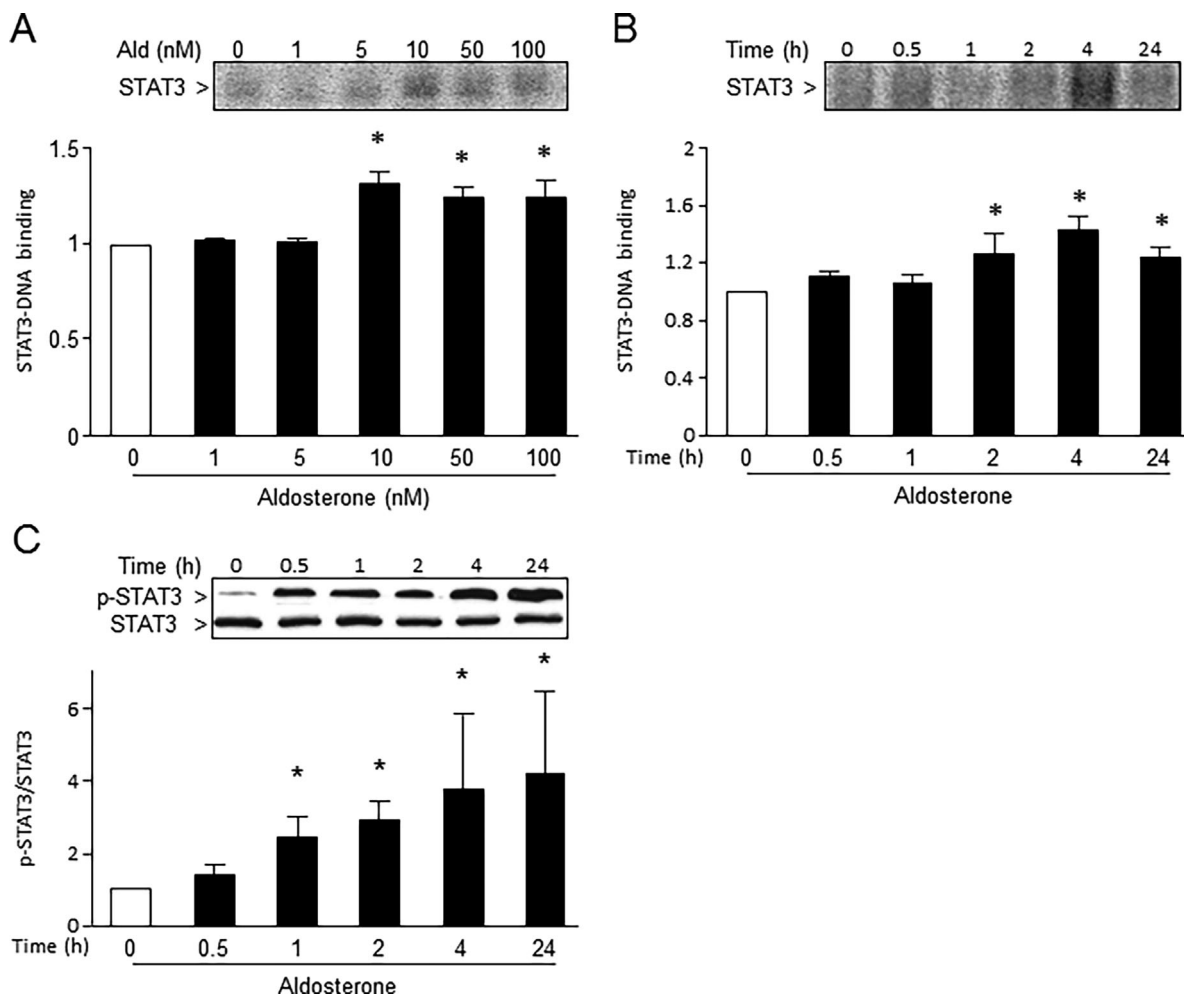 A
Ald (nM) 0 1 5 10 50 100
STAT3 >
STAT3-DNA binding
1.5
1
0.5
0
* * *
0 1 5 10 50 100
Aldosterone (nM)
B
Time (h) 0 0.5 1 2 4 24
STAT3 >
STAT3-DNA binding
2
1.6
1.2
0.8
0.4
0
* * *
Time (h) 0 0.5 1 2 4 24
Aldosterone
C
Time (h) 0 0.5 1 2 4 24
p-STAT3 >
STAT3 >
p-STAT3/STAT3
6
4
2
0
* * * *
Time (h) 0 0.5 1 2 4 24
Aldosterone